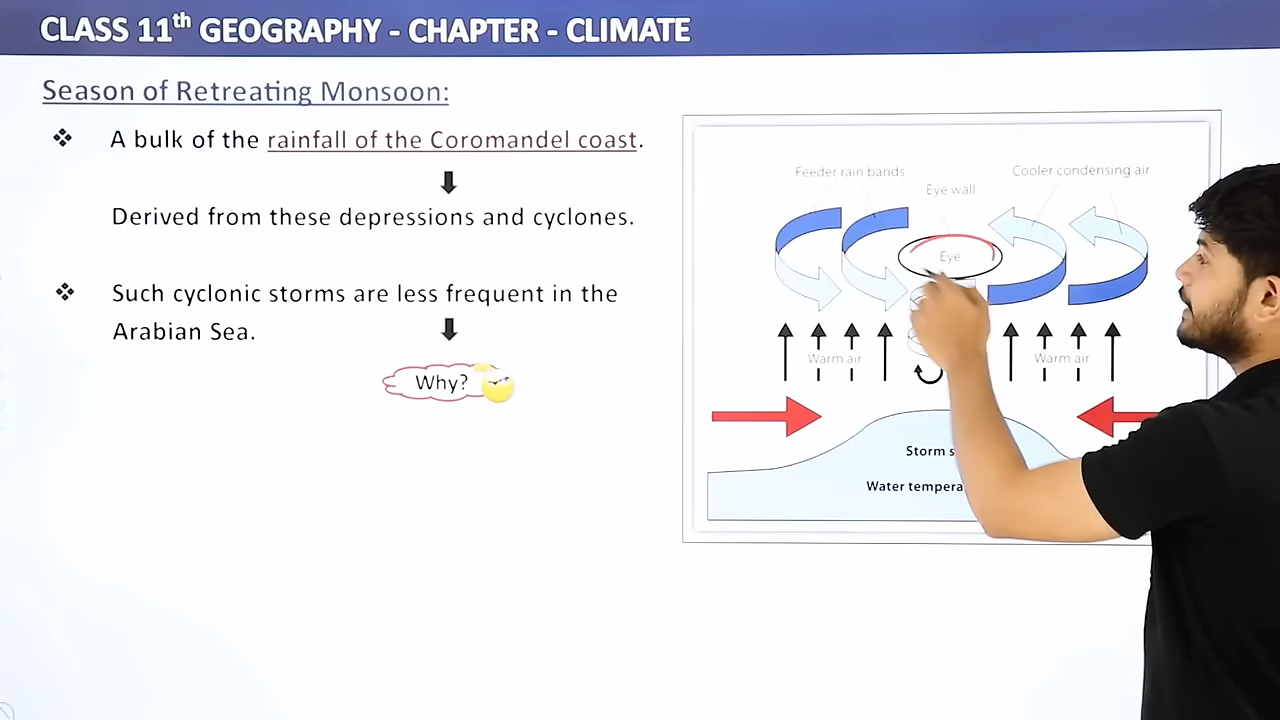 CLASS 11th GEOGRAPHY - CHAPTER - CLIMATE
Season of Retreating Monsoon:
❖ A bulk of the rainfall of the Coromandel coast.
Derived from these depressions and cyclones.
❖ Such cyclonic storms are less frequent in the
Arabian Sea.
Why?
Feeder rain bands
Eye wall
Cooler condensing air
Eye
Warm air
Warm air
Storm
Water